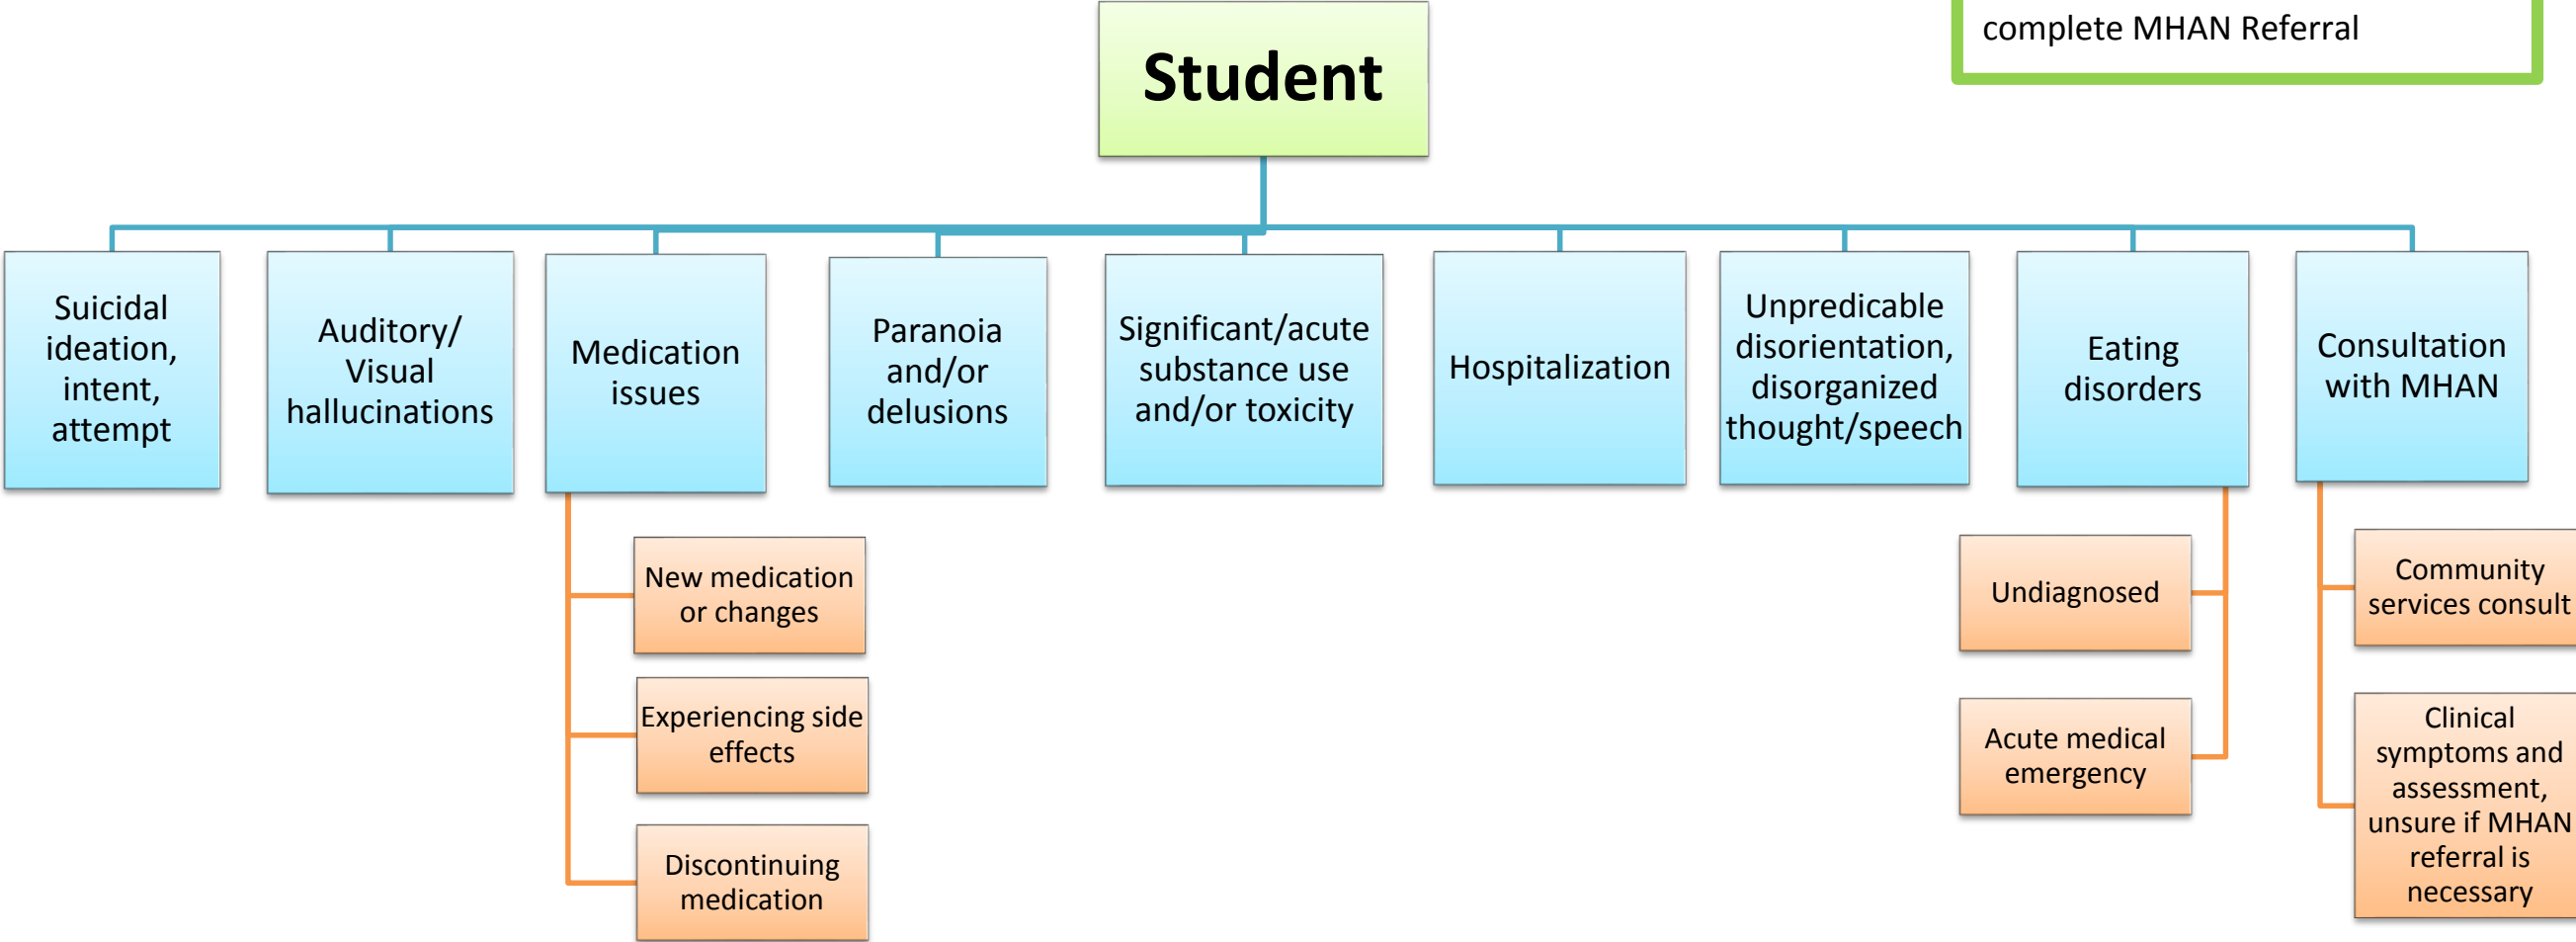 complete MHAN Referral
Student
Suicidal
ideation,
intent,
attempt
Auditory/
Visual
hallucinations
Medication
issues
Paranoia
and/or
delusions
Significant/acute
substance use
and/or toxicity
Hospitalization
Unpredicable
disorientation,
disorganized
thought/speech
Eating
disorders
Consultation
with MHAN
New medication
or changes
Experiencing side
effects
Discontinuing
medication
Undiagnosed
Acute medical
emergency
Community
services consult
Clinical
symptoms and
assessment,
unsure if MHAN
referral is
necessary